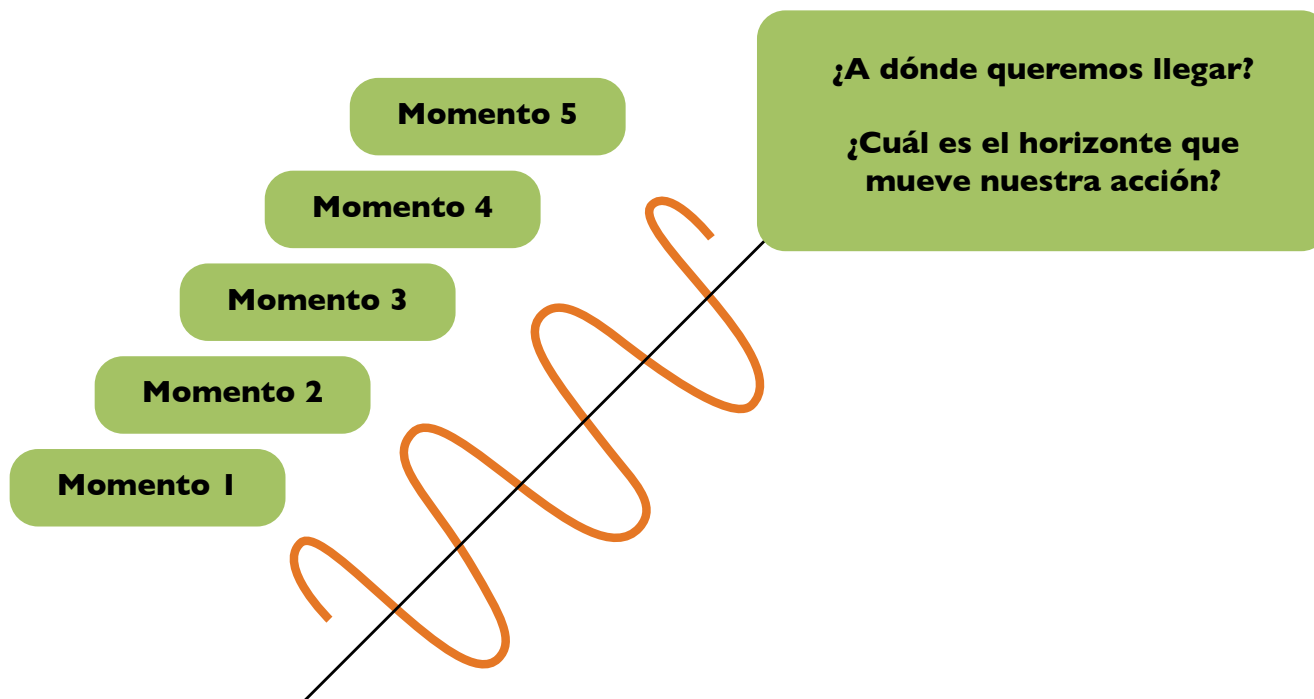 ¿A dónde queremos llegar?
¿Cuál es el horizonte que
mueve nuestra acción?
Momento 5
Momento 4
Momento 3
Momento 2
Momento 1